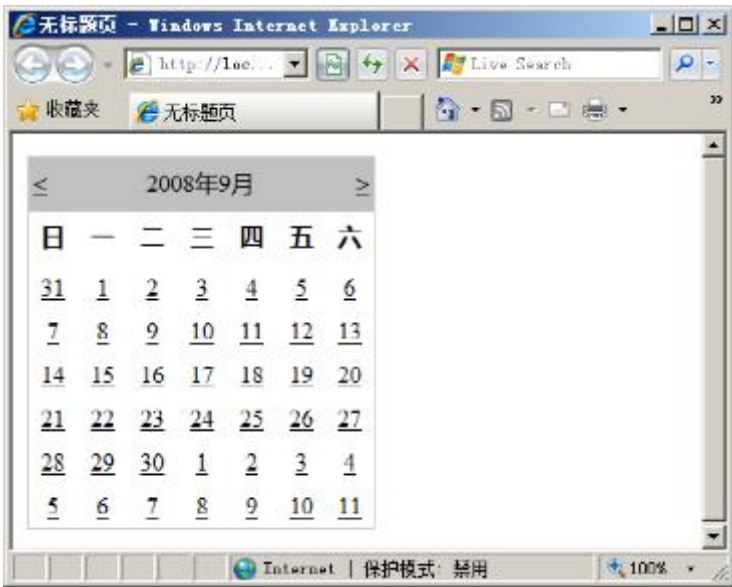 无标题页 - Windows Internet Explorer
http://loc... Live Search
收藏夹 无标题页 »
< 2008年9月 >
日 一 二 三 四 五 六
31 1 2 3 4 5 6
7 8 9 10 11 12 13
14 15 16 17 18 19 20
21 22 23 24 25 26 27
28 29 30 1 2 3 4
5 6 7 8 9 10 11
Internet | 保护模式: 禁用 100%